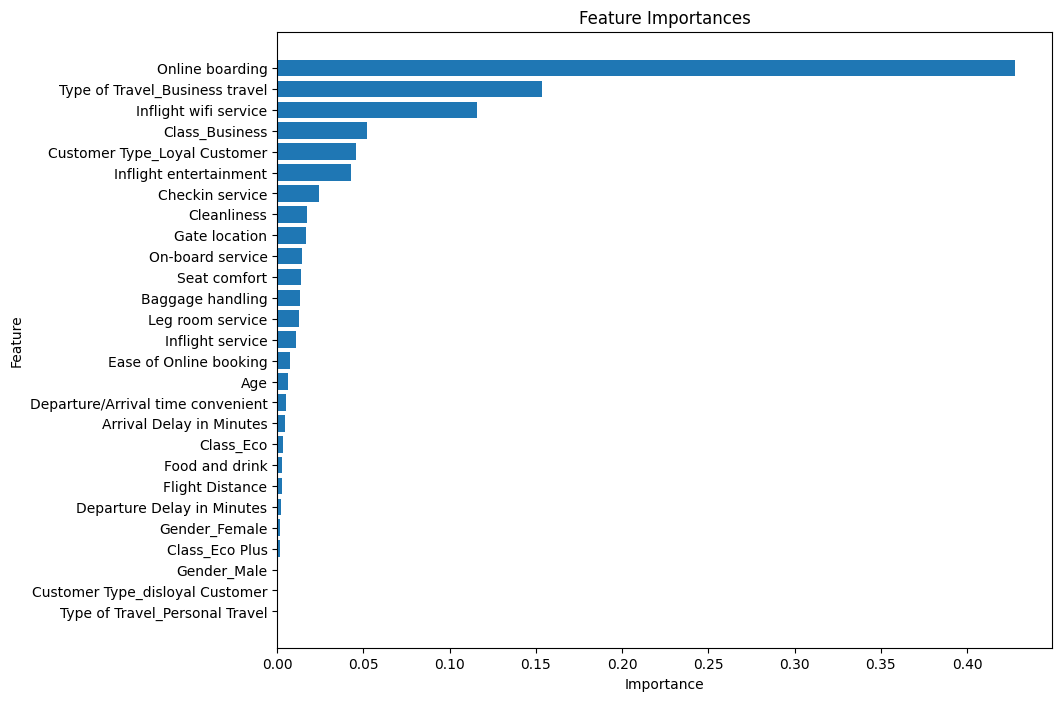 Feature Importances
Feature
Online boarding
Type of Travel_Business travel
Inflight wifi service
Class_Business
Customer Type_Loyal Customer
Inflight entertainment
Checkin service
Cleanliness
Gate location
On-board service
Seat comfort
Baggage handling
Leg room service
Inflight service
Ease of Online booking
Age
Departure/Arrival time convenient
Arrival Delay in Minutes
Class_Eco
Food and drink
Flight Distance
Departure Delay in Minutes
Gender_Female
Class_Eco Plus
Gender_Male
Customer Type_disloyal Customer
Type of Travel_Personal Travel
0.00 0.05 0.10 0.15 0.20 0.25 0.30 0.35 0.40
Importance